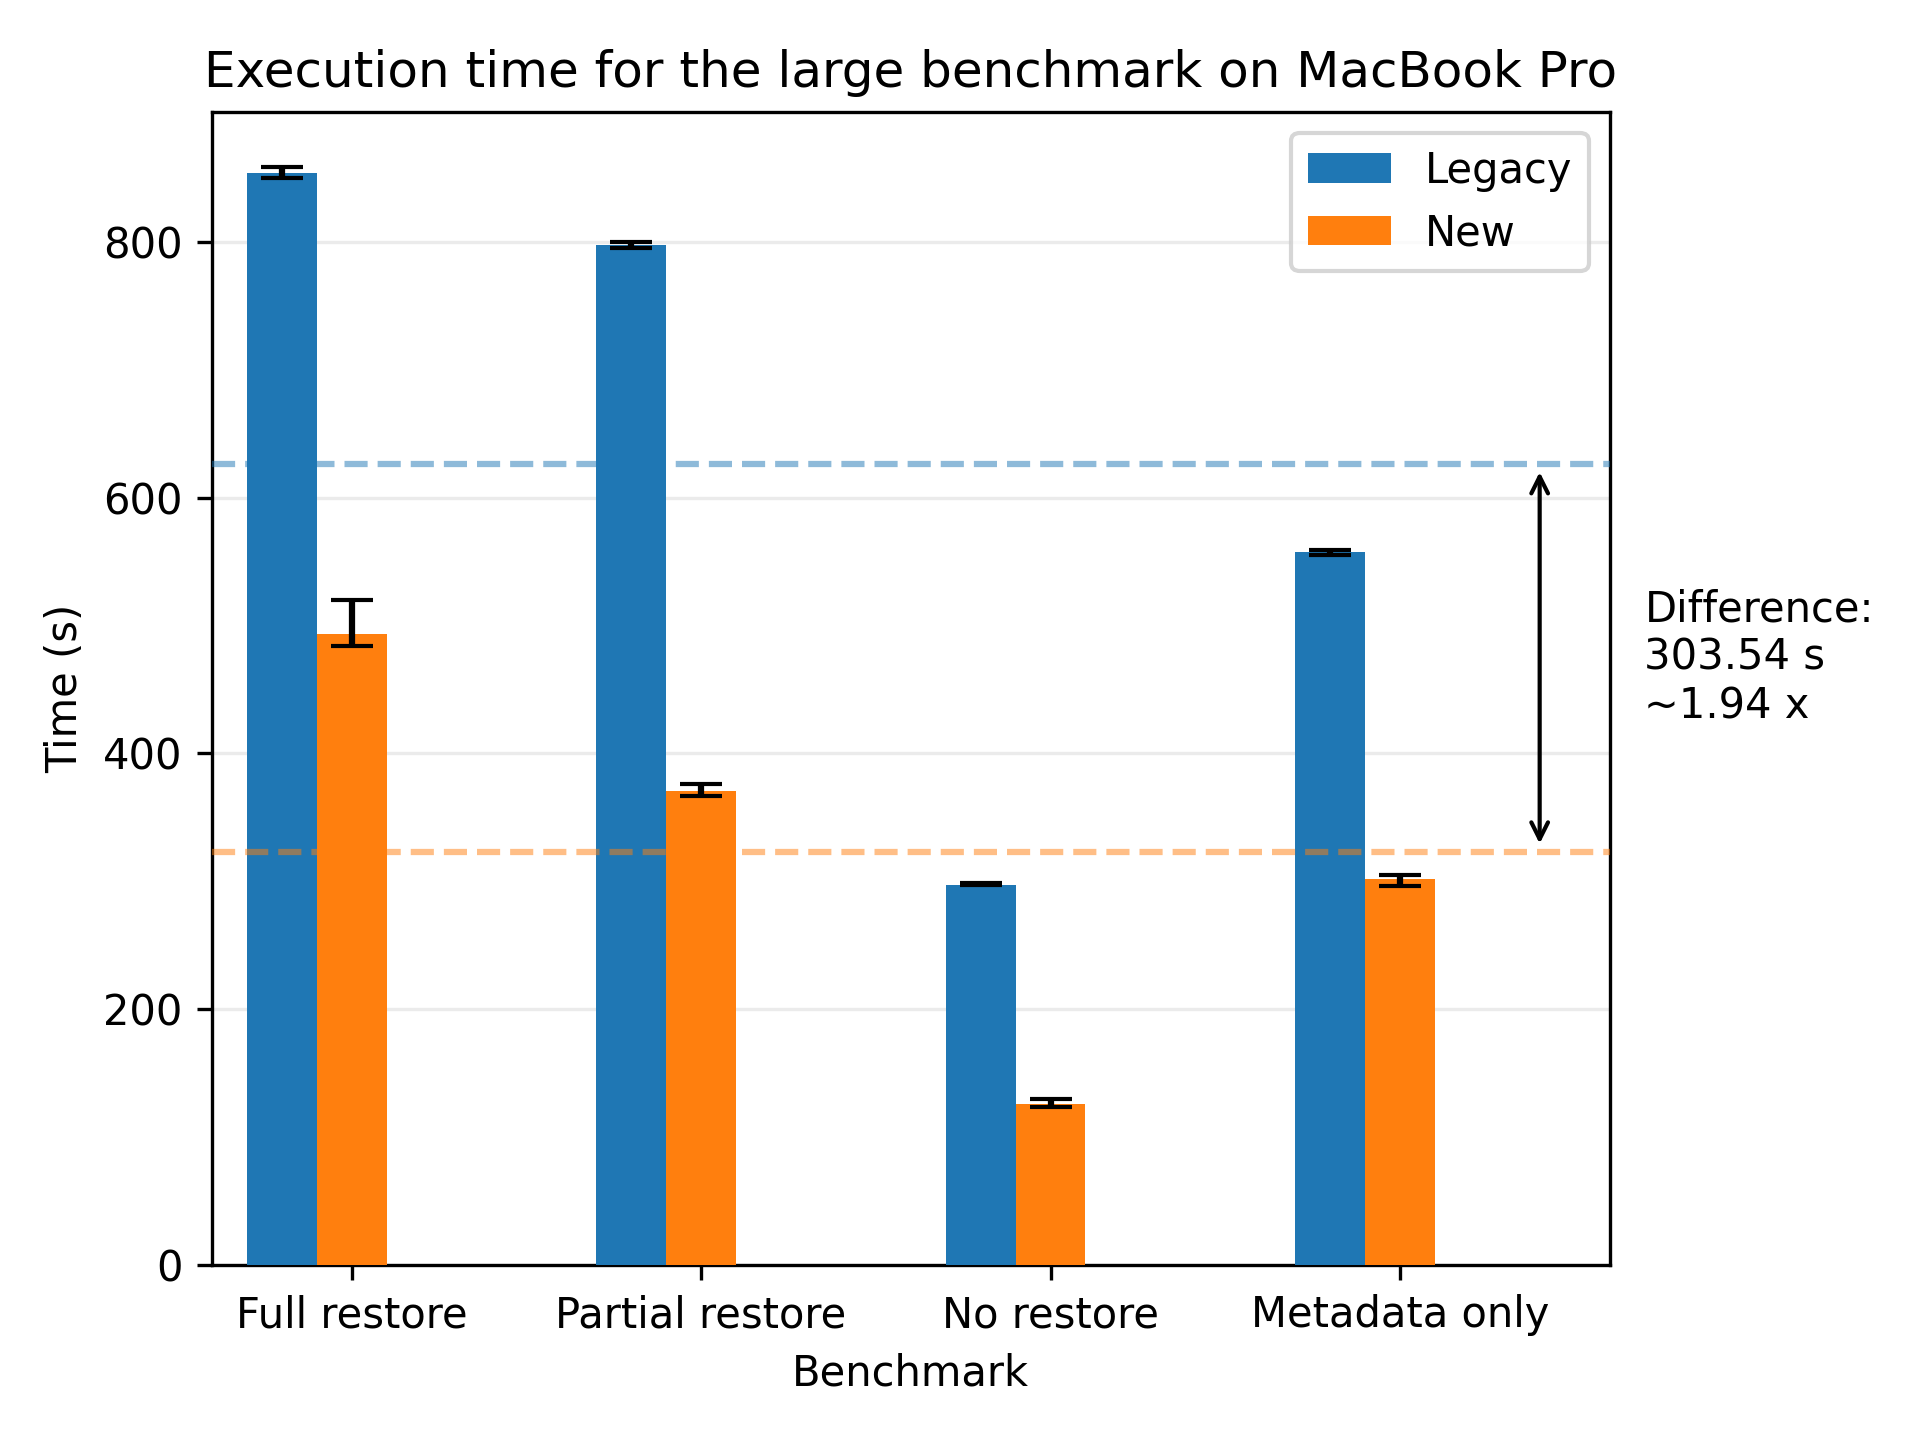 Execution time for the large benchmark on MacBook Pro
Legacy
New
800
600
400
200
0
Time (s)
Difference:
303.54 s
~1.94 x
Full restore
Partial restore
No restore
Metadata only
Benchmark